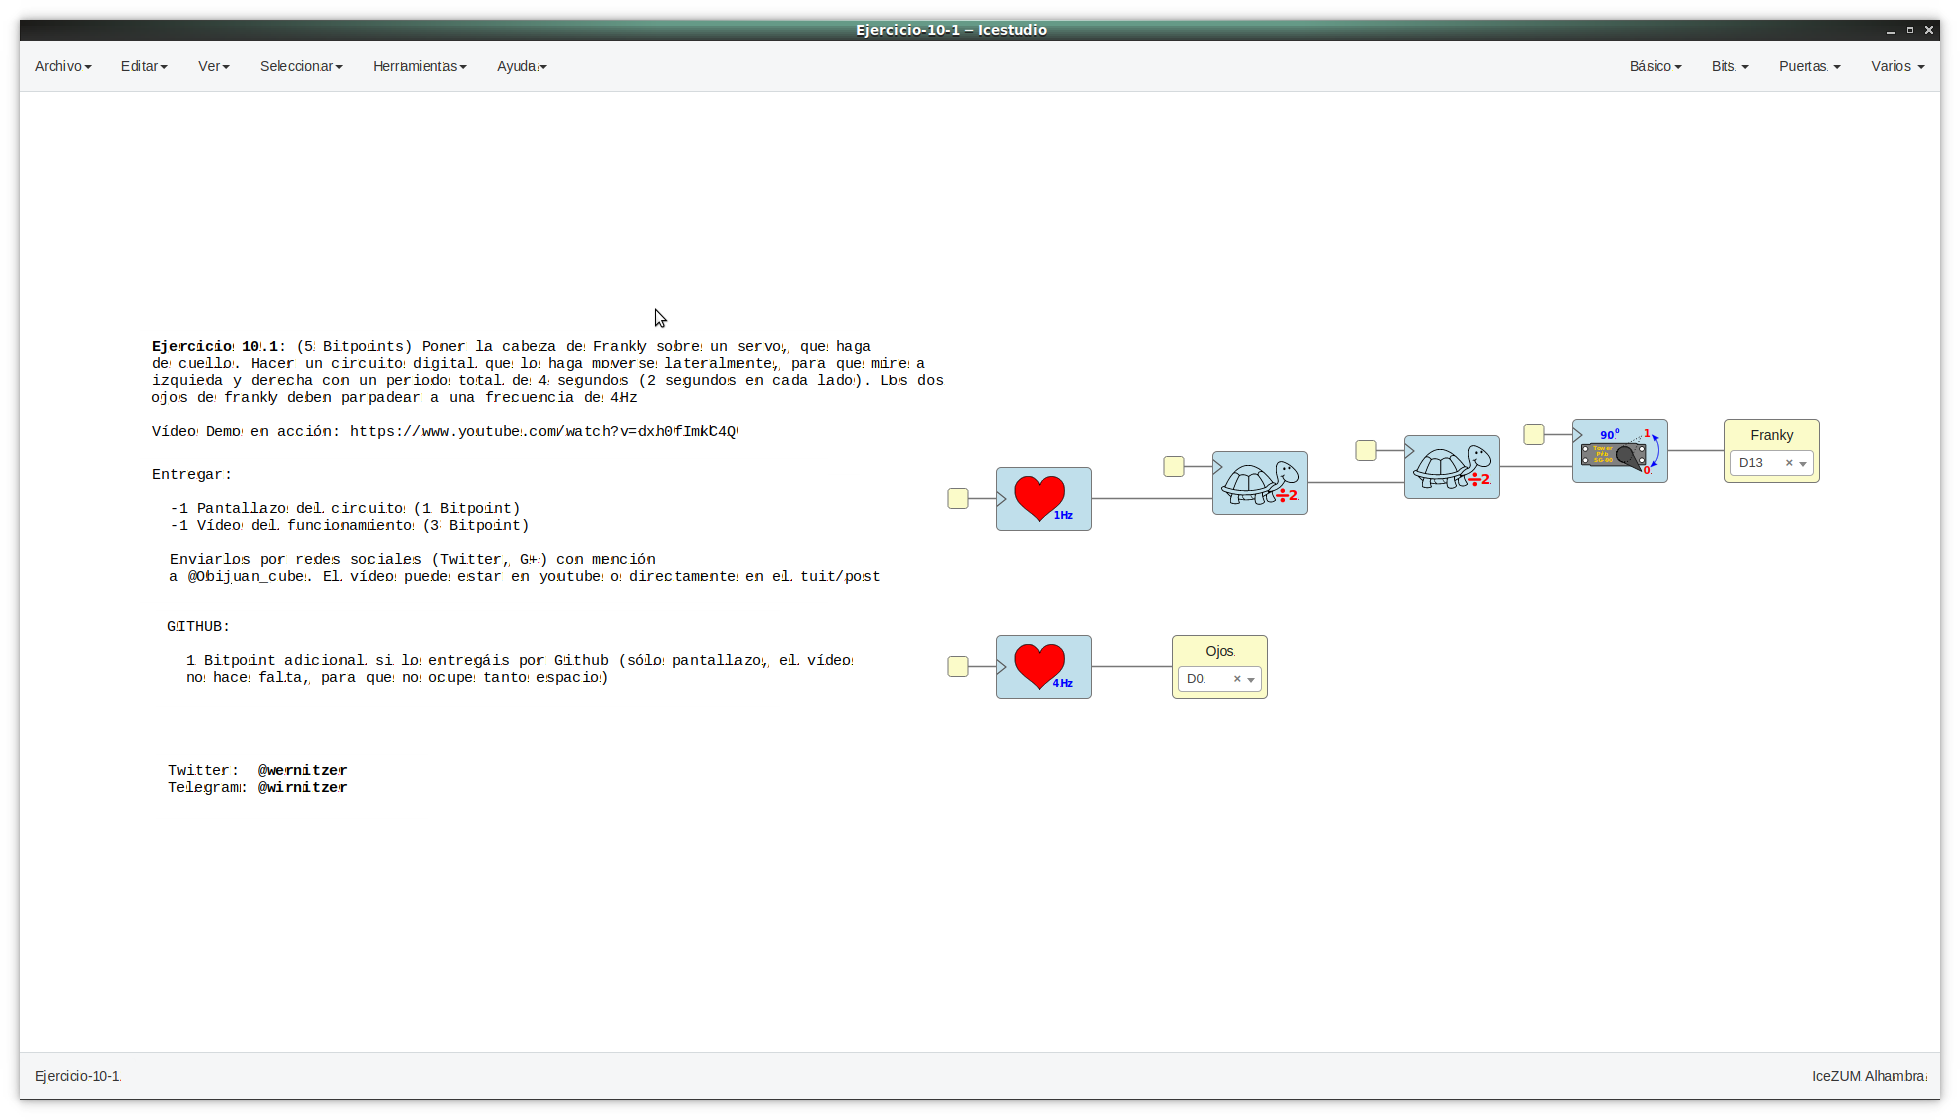 Ejercicio-10-1 – Icestudio
Archivo Editar Ver Seleccionar Herramientas Ayuda Básico Bits Puertas Varios
Ejercicio 10.1: (5 Bitpoints) Poner la cabeza de Frankly sobre un servo, que haga
de cuello. Hacer un circuito digital que lo haga moverse lateralmente, para que mire a
izquieda y derecha con un periodo total de 4 segundos (2 segundos en cada lado). Los dos
ojos de frankly deben parpadear a una frecuencia de 4Hz
Vídeo Demo en acción: https://www.youtube.com/watch?v=dxh0fImkC4Q
Entregar:
-1 Pantallazo del circuito (1 Bitpoint)
-1 Vídeo del funcionamiento (3 Bitpoint)
Enviarlos por redes sociales (Twitter, G+) con mención
a @Obijuan_cube. El vídeo puede estar en youtube o directamente en el tuit/post
GITHUB:
1 Bitpoint adicional si lo entregáis por Github (sólo pantallazo, el vídeo
no hace falta, para que no ocupe tanto espacio)
Twitter: @wernitzer
Telegram: @wirnitzer
1Hz
÷2
÷2
90º
1
0
Tower
Pro
SG-90
Franky
D13
4Hz
Ojos
D0
Ejercicio-10-1
IceZUM Alhambra